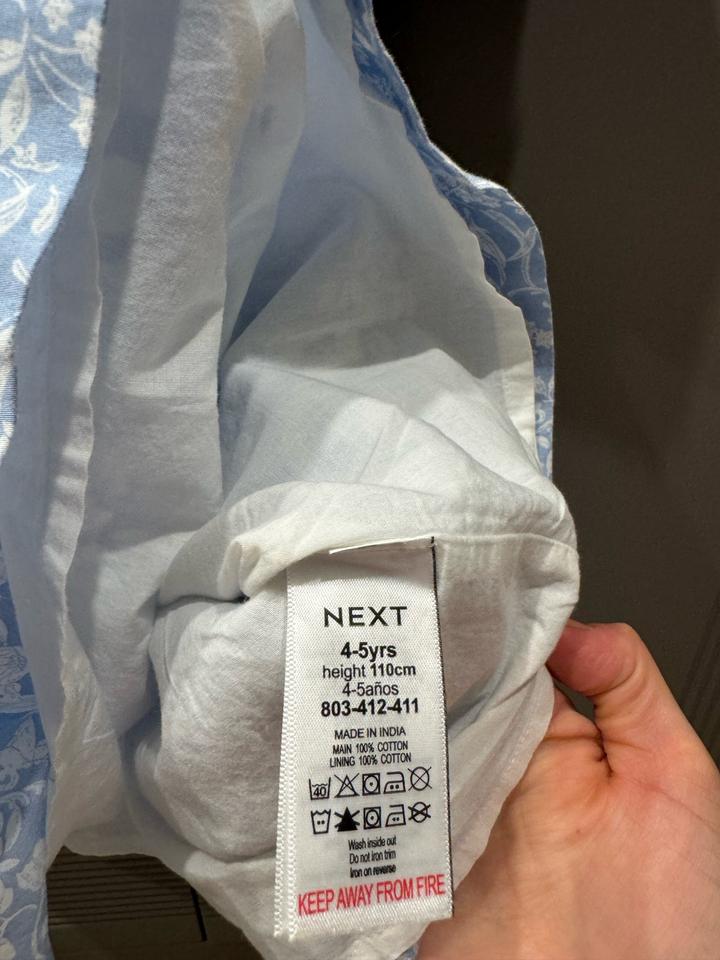 NEXT
4-5yrs
height 110cm
4-5años
803-412-411
MADE IN INDIA
MAIN 100% COTTON
LINING 100% COTTON
40
Wash inside out
Do not iron trim
Iron on reverse
KEEP AWAY FROM FIRE